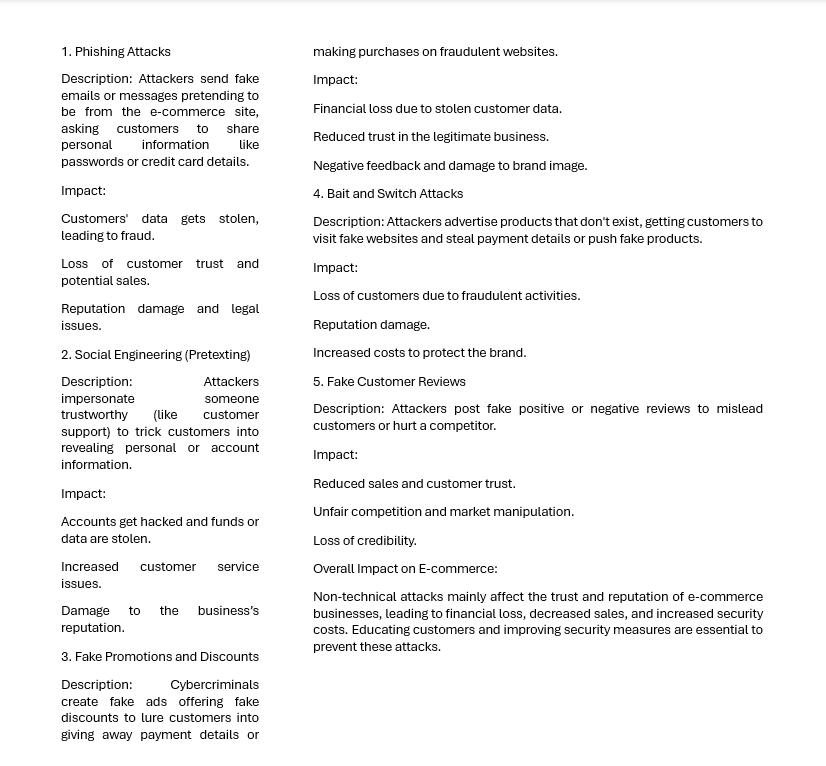 1. Phishing Attacks
Description: Attackers send fake
emails or messages pretending to
be from the e-commerce site,
asking customers to share
personal information like
passwords or credit card details.
Impact:
Customers' data gets stolen,
leading to fraud.
Loss of customer trust and
potential sales.
Reputation damage and legal
issues.
2. Social Engineering (Pretexting)
Description: Attackers
impersonate someone
trustworthy (like customer
support) to trick customers into
revealing personal or account
information.
Impact:
Accounts get hacked and funds or
data are stolen.
Increased customer service
issues.
Damage to the business’s
reputation.
3. Fake Promotions and Discounts
Description: Cybercriminals
create fake ads offering fake
discounts to lure customers into
giving away payment details or
making purchases on fraudulent websites.
Impact:
Financial loss due to stolen customer data.
Reduced trust in the legitimate business.
Negative feedback and damage to brand image.
4. Bait and Switch Attacks
Description: Attackers advertise products that don't exist, getting customers to
visit fake websites and steal payment details or push fake products.
Impact:
Loss of customers due to fraudulent activities.
Reputation damage.
Increased costs to protect the brand.
5. Fake Customer Reviews
Description: Attackers post fake positive or negative reviews to mislead
customers or hurt a competitor.
Impact:
Reduced sales and customer trust.
Unfair competition and market manipulation.
Loss of credibility.
Overall Impact on E-commerce:
Non-technical attacks mainly affect the trust and reputation of e-commerce
businesses, leading to financial loss, decreased sales, and increased security
costs. Educating customers and improving security measures are essential to
prevent these attacks.